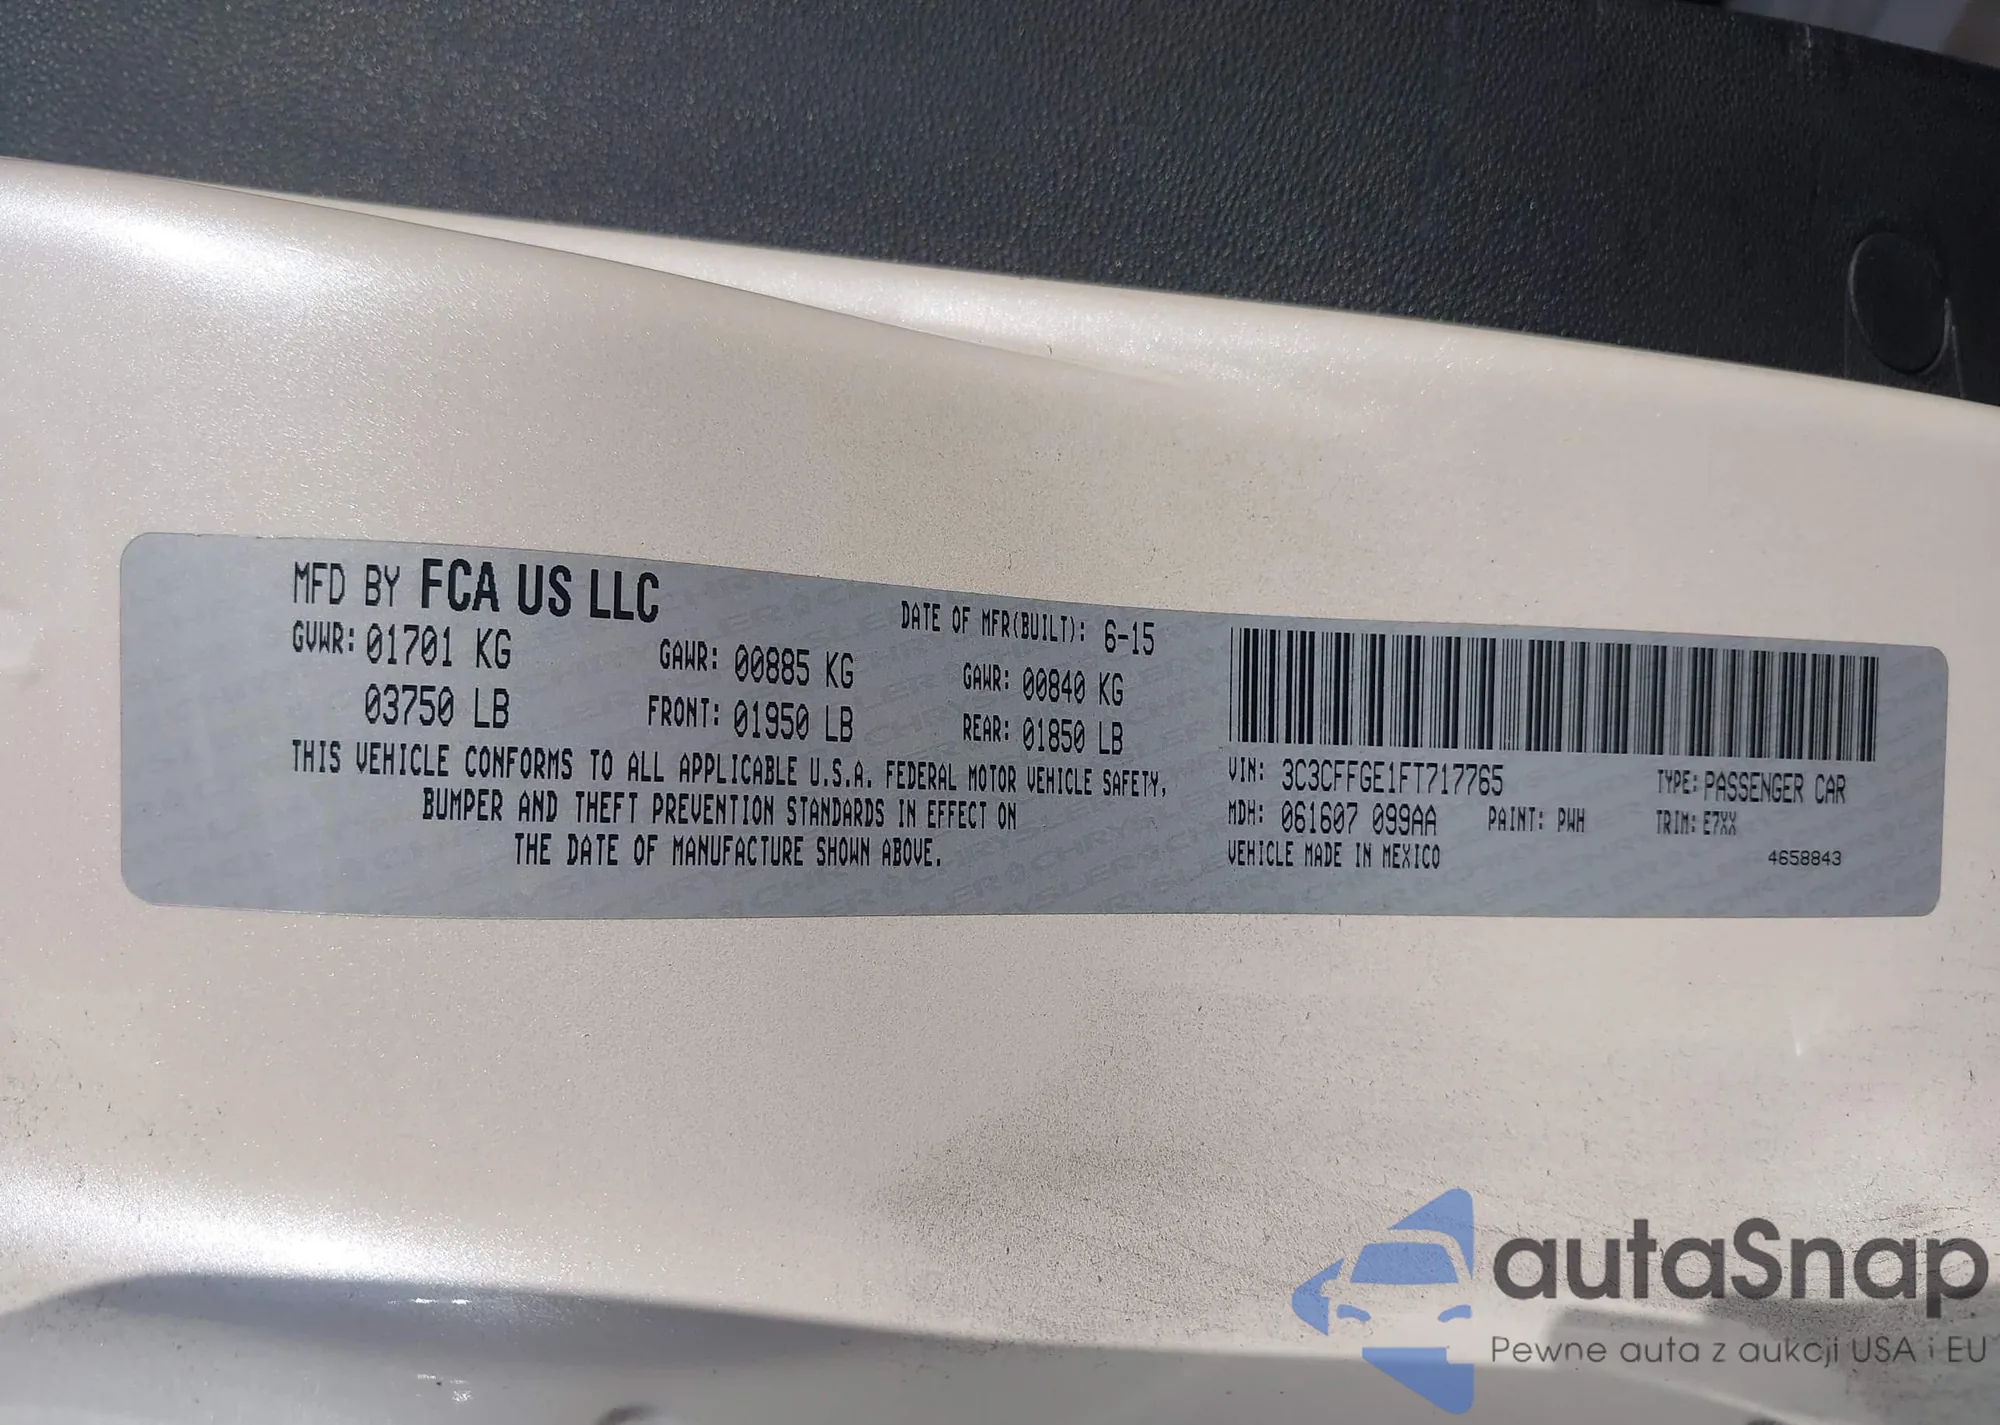 MFD BY FCA US LLC
DATE OF MFR(BUILT): 6-15
GVWR: 01701 KG
GAWR: 00885 KG
GAWR: 00840 KG
03750 LB
FRONT: 01950 LB
REAR: 01850 LB
THIS VEHICLE CONFORMS TO ALL APPLICABLE U.S.A. FEDERAL MOTOR VEHICLE SAFETY,
BUMPER AND THEFT PREVENTION STANDARDS IN EFFECT ON
THE DATE OF MANUFACTURE SHOWN ABOVE.
VIN: 3C3CFFGE1FT717765
TYPE: PASSENGER CAR
MDH: 061607 099AA
PAINT: PWH
TRIM: E7XX
VEHICLE MADE IN MEXICO
4658843
autaSnap
Pewne auta z aukcji USA i EU